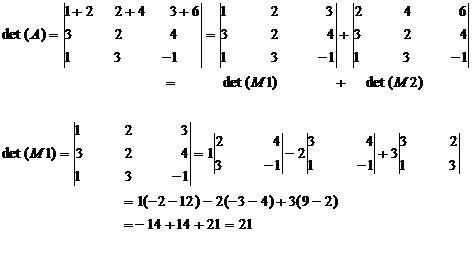 det (A) = |1+2 2+4 3+6| = |1 2 3| + |2 4 6|
|3 2 4| |3 2 4| |3 2 4|
|1 3 −1| |1 3 −1| |1 3 −1|
= det (M1) + det (M2)
det (M1) = |1 2 3| = 1|2 4| − 2|3 4| + 3|3 2|
|3 2 4| |3 −1| |1 −1| |1 3|
|1 3 −1|
= 1(−2−12) − 2(−3−4) + 3(9−2)
= −14 + 14 + 21 = 21